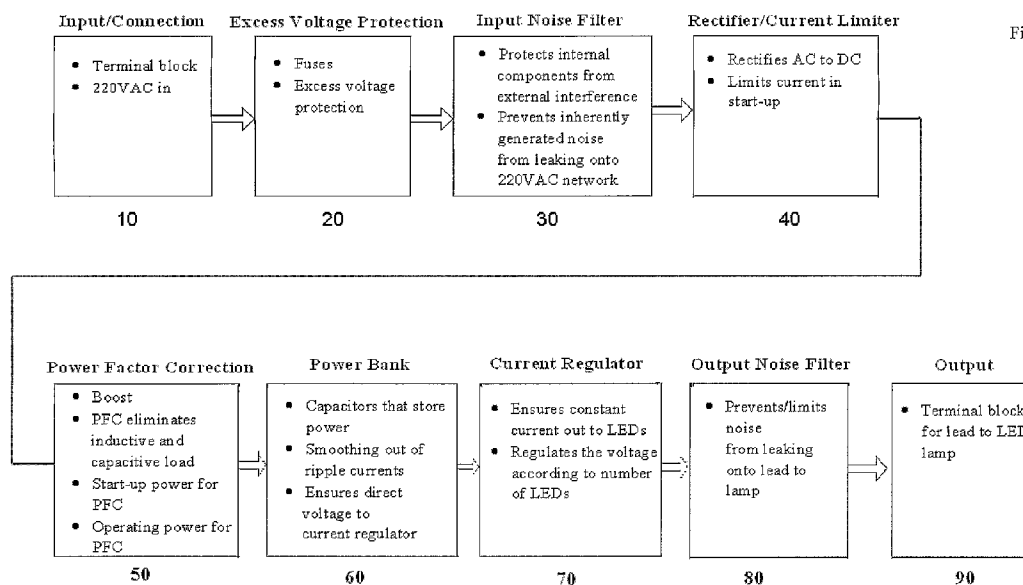 Input/Connection
Excess Voltage Protection
Input Noise Filter
Rectifier/Current Limiter
Fi
• Terminal block
• 220VAC in
• Fuses
• Excess voltage
protection
• Protects internal
components from
external interference
• Prevents inherently
generated noise
from leaking onto
220VAC network
• Rectifies AC to DC
• Limits current in
start-up
10
20
30
40
Power Factor Correction
Power Bank
Current Regulator
Output Noise Filter
Output
• Boost
• PFC eliminates
inductive and
capacitive load
• Start-up power for
PFC
• Operating power for
PFC
• Capacitors that store
power
• Smoothing out of
ripple currents
• Ensures direct
voltage to
current regulator
• Ensures constant
current out to LEDs
• Regulates the voltage
according to number
of LEDs
• Prevents/limits
noise
from leaking
onto lead to
lamp
• Terminal block
for lead to LED
lamp
50
60
70
80
90